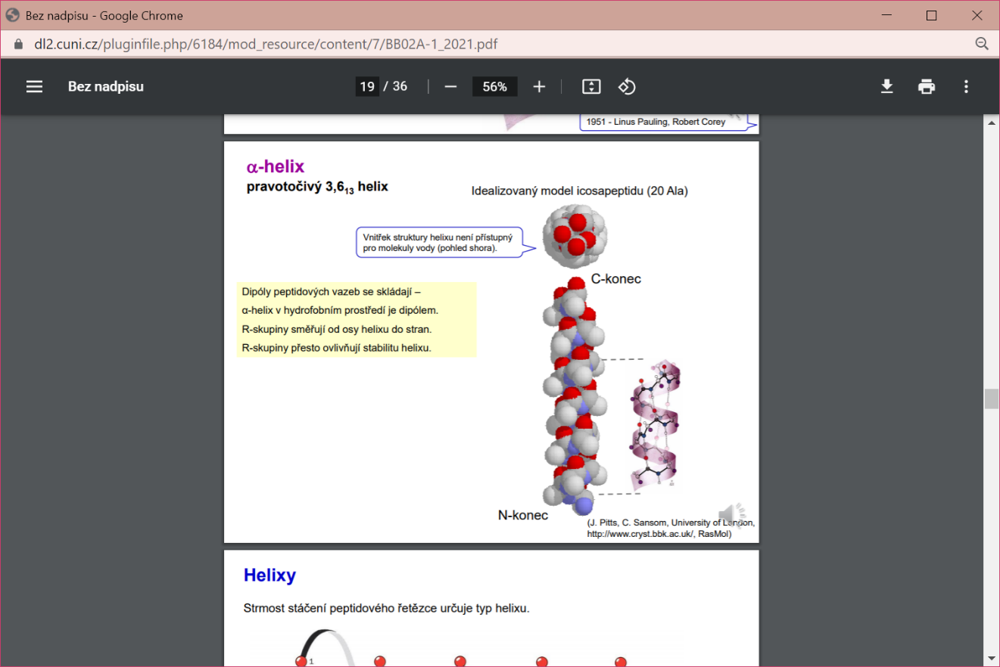 Bez nadpisu - Google Chrome
dl2.cuni.cz/pluginfile.php/6184/mod_resource/content/7/BB02A-1_2021.pdf
Bez nadpisu
19 / 36
56%
1951 - Linus Pauling, Robert Corey
α-helix
pravotočivý 3,6₁₃ helix
Idealizovaný model icosapeptidu (20 Ala)
Vnitřek struktury helixu není přístupný
pro molekuly vody (pohled shora).
C-konec
Dipóly peptidových vazeb se skládají –
α-helix v hydrofobním prostředí je dipólem.
R-skupiny směřují od osy helixu do stran.
R-skupiny přesto ovlivňují stabilitu helixu.
N-konec
(J. Pitts, C. Sansom, University of London,
http://www.cryst.bbk.ac.uk/, RasMol)
Helixy
Strmost stáčení peptidového řetězce určuje typ helixu.
1